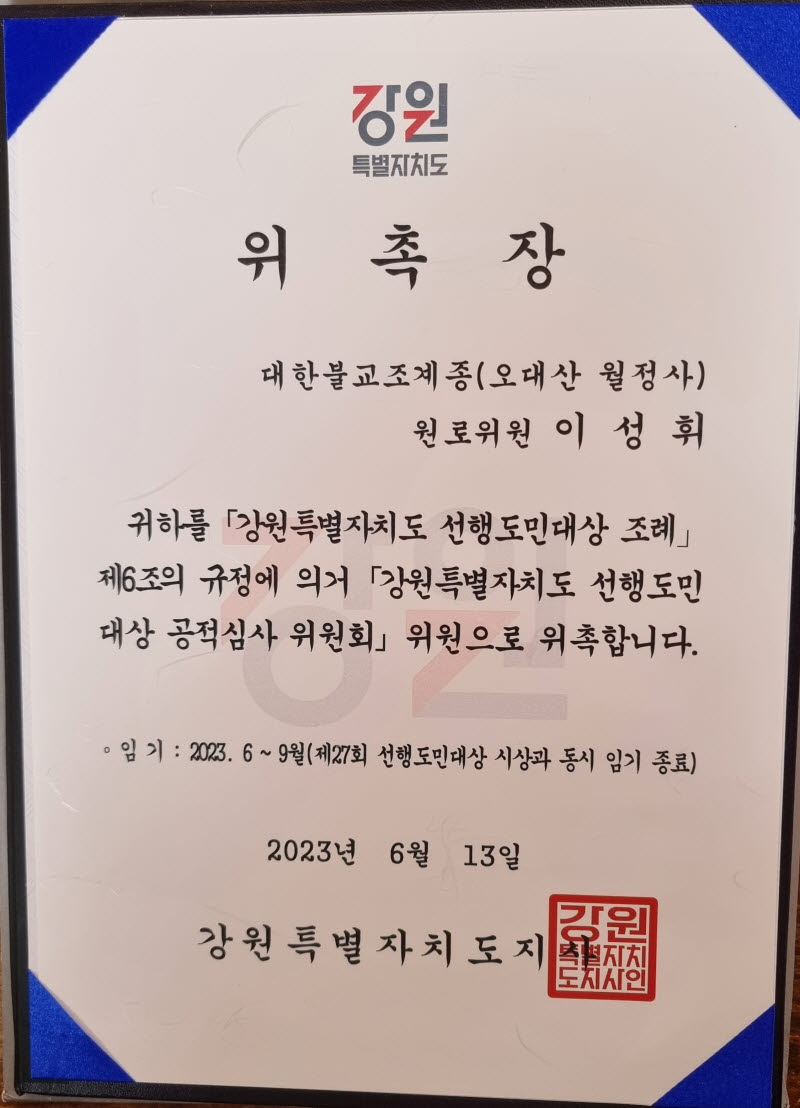 강원
특별자치도
위 촉 장
대한불교조계종(오대산 월정사)
원로위원 이 성 휘
귀하를 「강원특별자치도 선행도민대상 조례」
제6조의 규정에 의거 「강원특별자치도 선행도민
대상 공적심사 위원회」 위원으로 위촉합니다.
◦ 임 기 : 2023. 6 ~ 9월(제27회 선행도민대상 시상과 동시 임기 종료)
2023년 6월 13일
강원특별자치도지사
강원
특별자치
도지사인